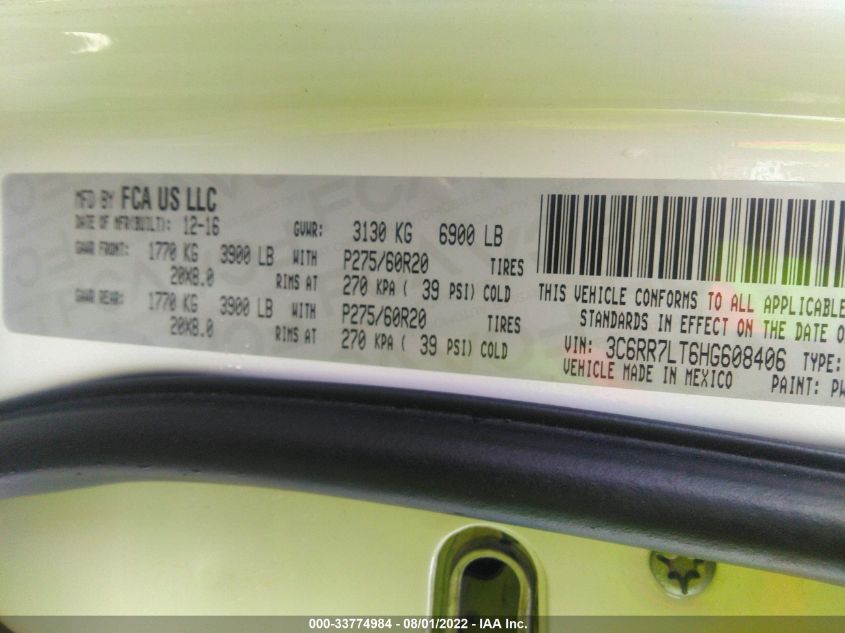 MFD BY FCA US LLC
DATE OF MFR(BUILT): 12-16 GVWR: 3130 KG 6900 LB
GAWR FRONT: 1770 KG 3900 LB WITH P275/60R20 TIRES
20X8.0 RIMS AT 270 KPA ( 39 PSI) COLD
GAWR REAR: 1770 KG 3900 LB WITH P275/60R20 TIRES
20X8.0 RIMS AT 270 KPA ( 39 PSI) COLD
THIS VEHICLE CONFORMS TO ALL APPLICABLE
STANDARDS IN EFFECT ON THE DATE O
VIN: 3C6RR7LT6HG608406 TYPE:
VEHICLE MADE IN MEXICO PAINT: PW
000-33774984 - 08/01/2022 - IAA Inc.